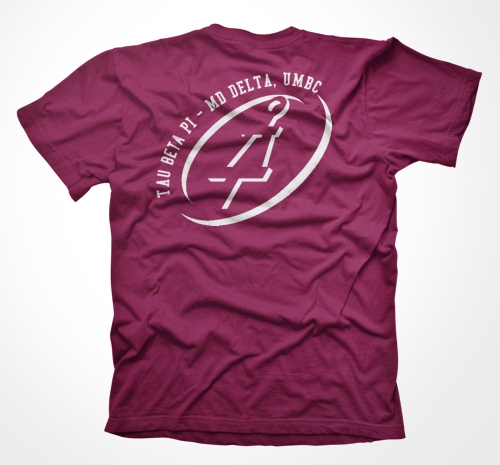 TAU BETA PI - MD DELTA, UMBC